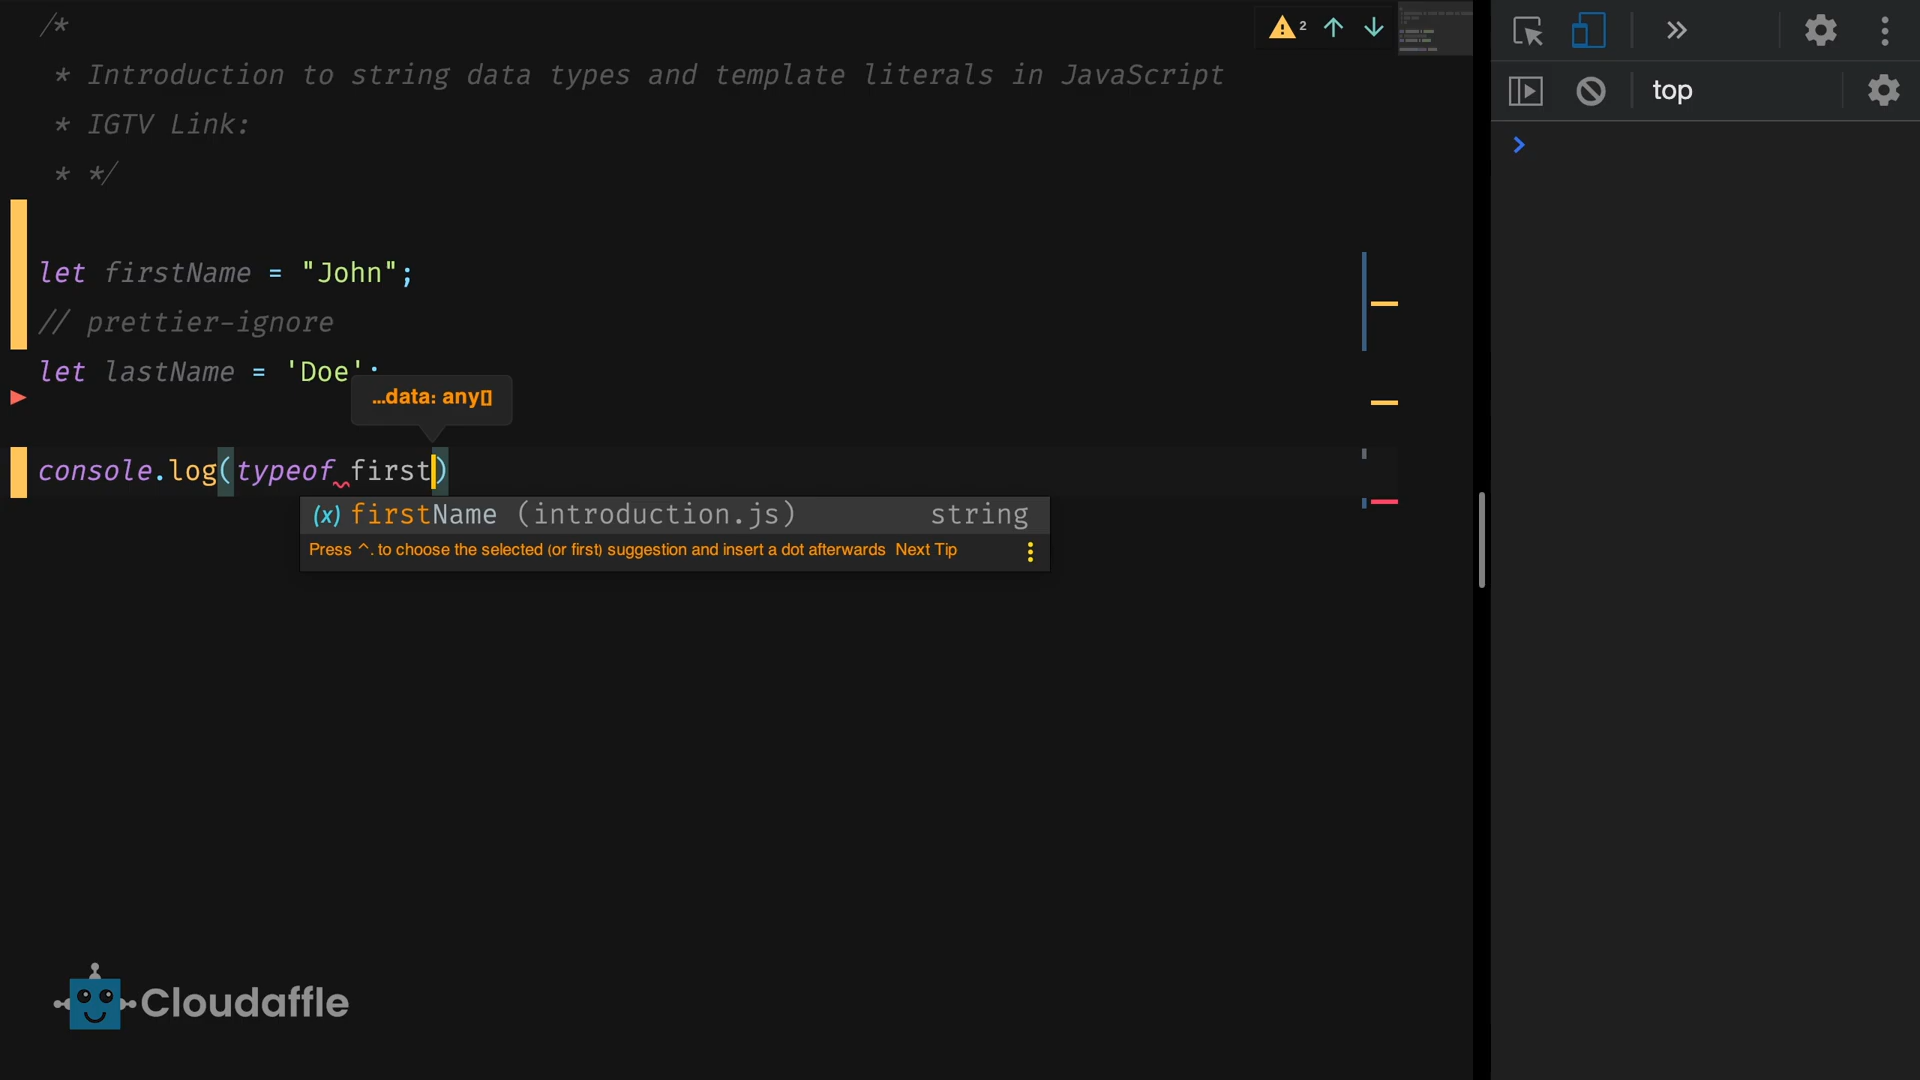 /*
* Introduction to string data types and template literals in JavaScript
* IGTV Link:
* */
let firstName = "John";
// prettier-ignore
let lastName = 'Doe';
…data: any[]
console.log(typeof first)
(x) firstName (introduction.js) string
Press ^. to choose the selected (or first) suggestion and insert a dot afterwards Next Tip
2
top
Cloudaffle